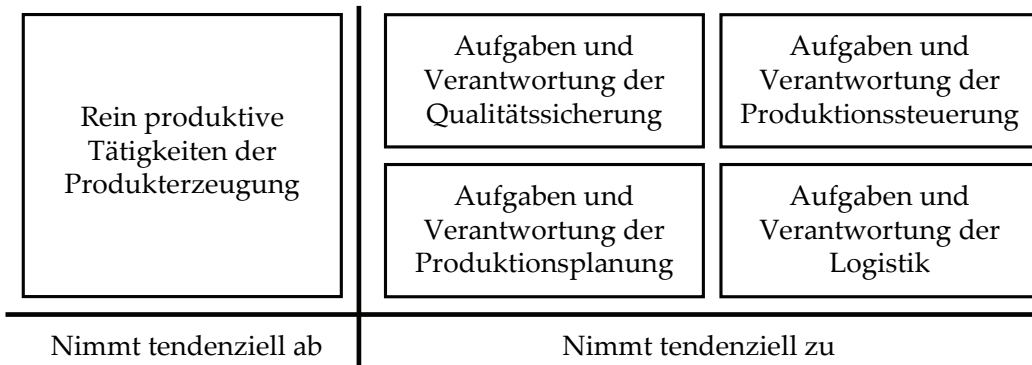 Rein produktive
Tätigkeiten der
Produkterzeugung
Aufgaben und
Verantwortung der
Qualitätssicherung
Aufgaben und
Verantwortung der
Produktionssteuerung
Aufgaben und
Verantwortung der
Produktionsplanung
Aufgaben und
Verantwortung der
Logistik
Nimmt tendenziell ab
Nimmt tendenziell zu